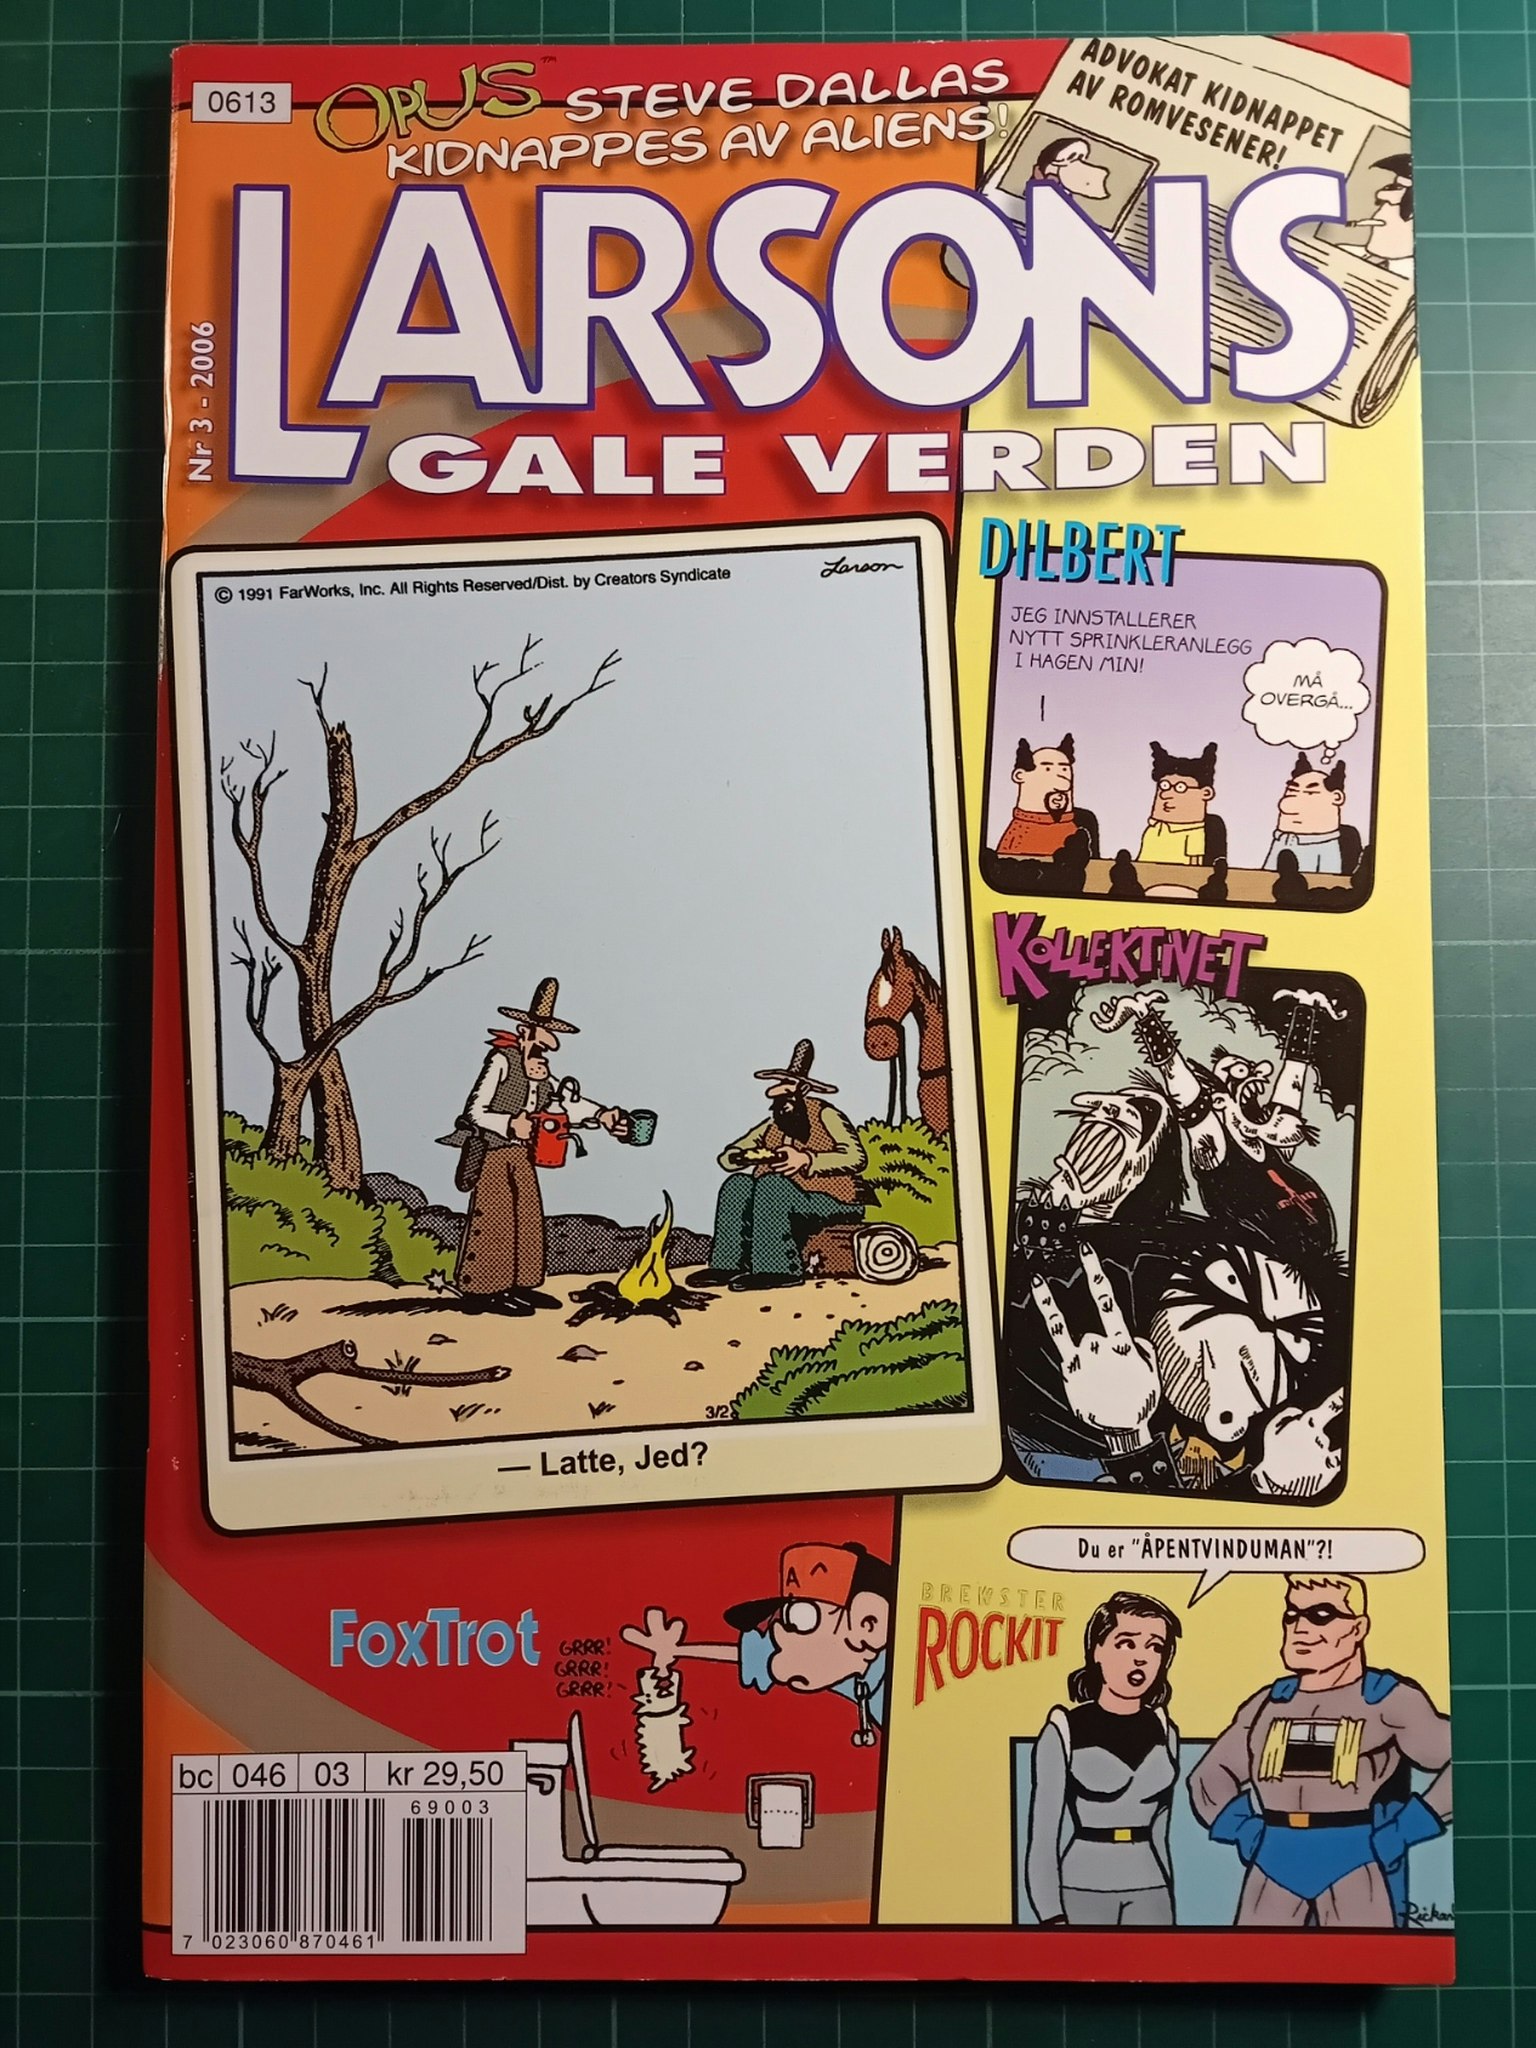 0613
OPUS™
STEVE DALLAS
KIDNAPPES AV ALIENS!
ADVOKAT KIDNAPPET
AV ROMVESENER!
LARSONS
GALE VERDEN
Nr 3 - 2006
© 1991 FarWorks, Inc. All Rights Reserved/Dist. by Creators Syndicate
Larson
3/2
— Latte, Jed?
DILBERT
JEG INNSTALLERER
NYTT SPRINKLERANLEGG
I HAGEN MIN!
MÅ
OVERGÅ...
KOLLEKTIVET
FOXTROT
GRRR!
GRRR!
GRRR!
A
Du er "ÅPENTVINDUMAN"?!
BREWSTER
ROCKIT
bc 046 03 kr 29,50
69003
7 023060 870461